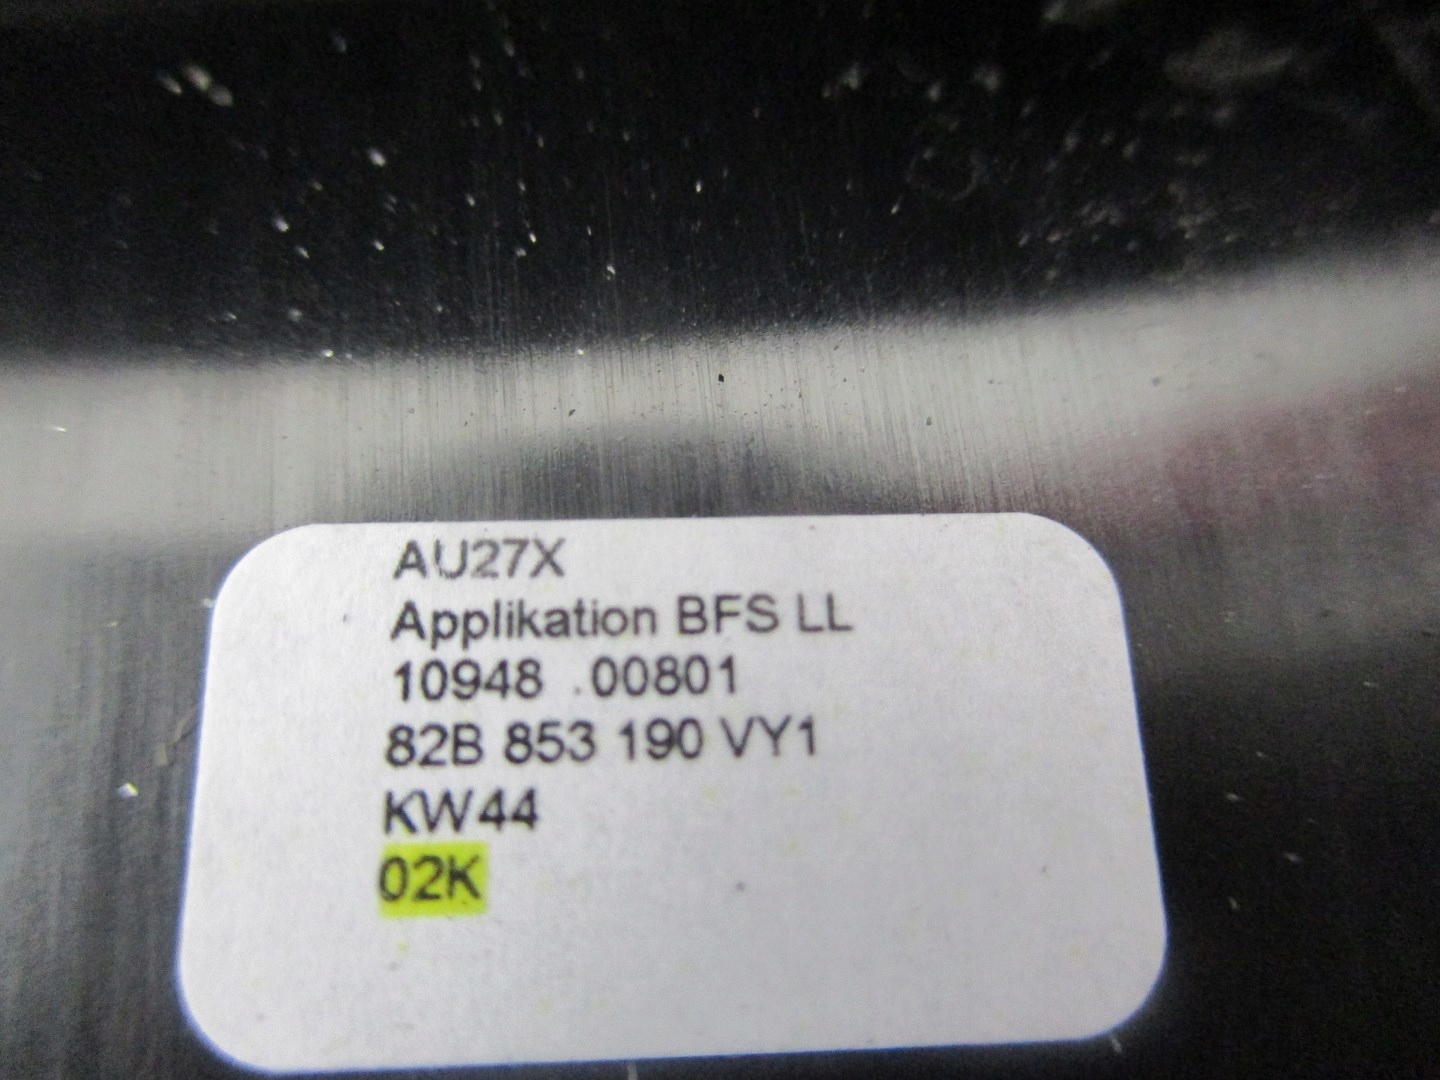 AU27X
Applikation BFS LL
10948 .00801
82B 853 190 VY1
KW44
02K